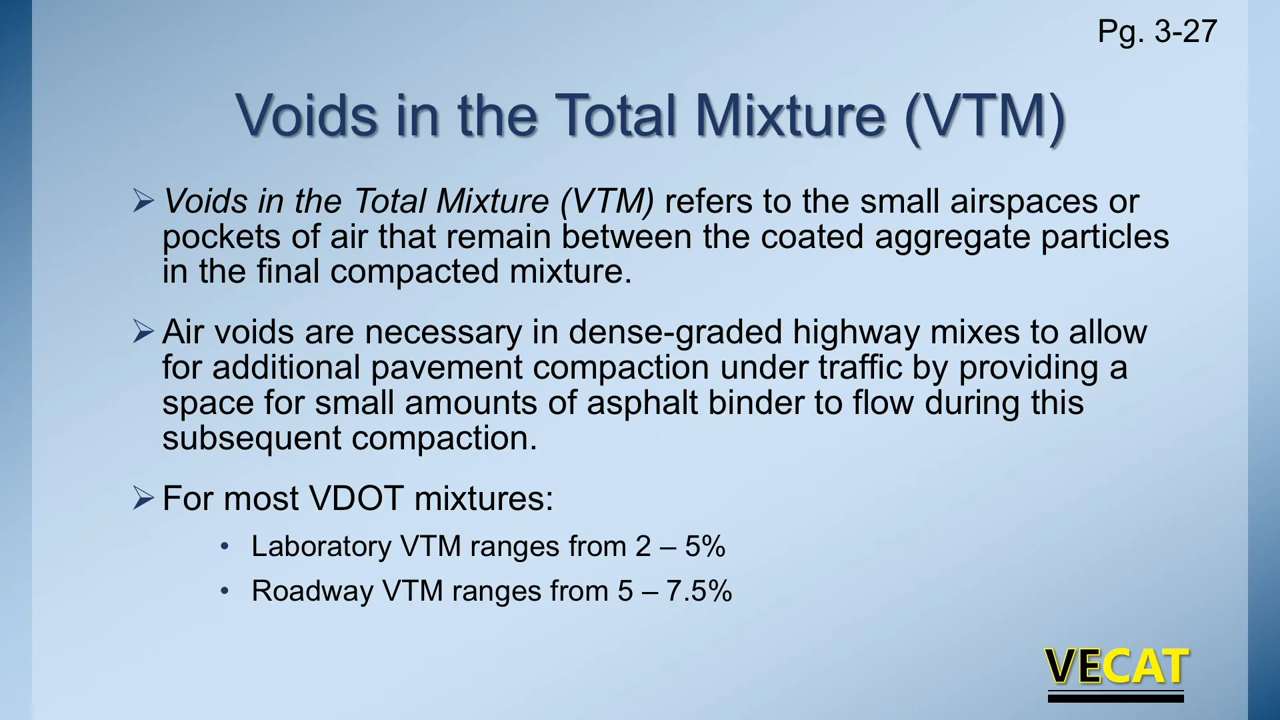 Pg. 3-27
Voids in the Total Mixture (VTM)
Voids in the Total Mixture (VTM) refers to the small airspaces or
pockets of air that remain between the coated aggregate particles
in the final compacted mixture.
Air voids are necessary in dense-graded highway mixes to allow
for additional pavement compaction under traffic by providing a
space for small amounts of asphalt binder to flow during this
subsequent compaction.
For most VDOT mixtures:
• Laboratory VTM ranges from 2 – 5%
• Roadway VTM ranges from 5 – 7.5%
VECAT